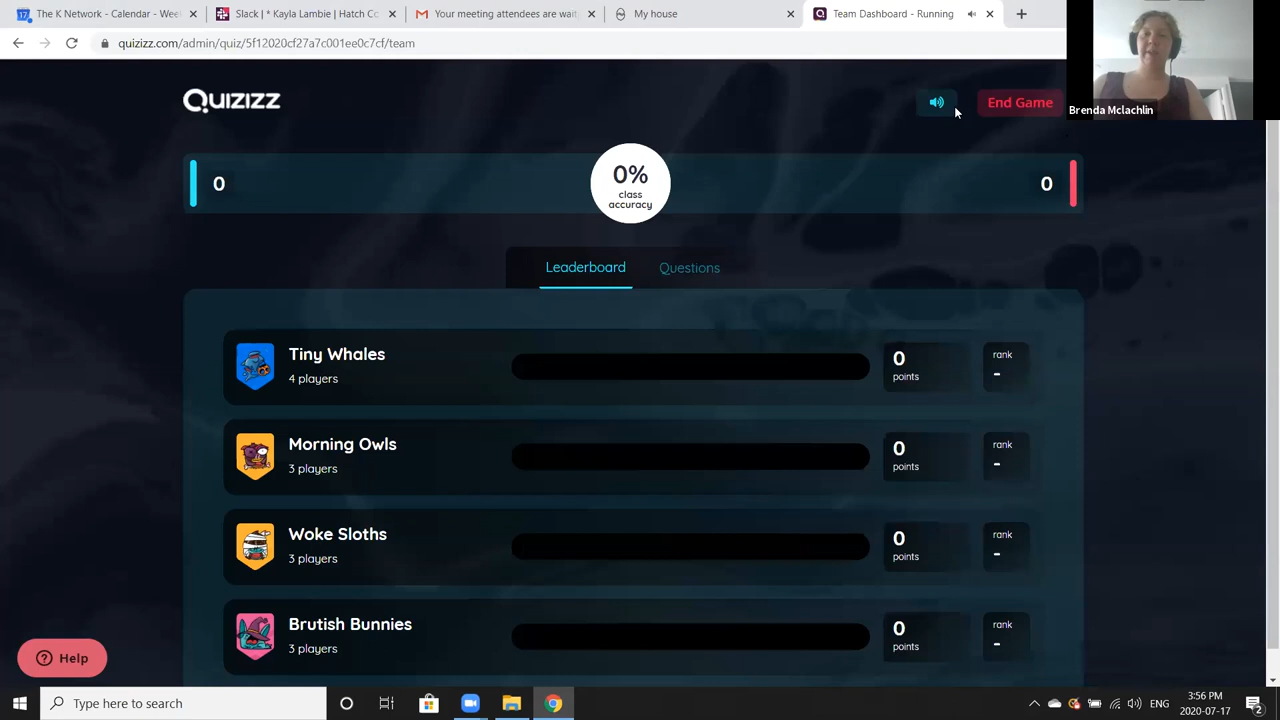 The K Network - Calendar - Wee
Slack | * Kayla Lambie | Hatch Co
Your meeting attendees are wait
My house
Team Dashboard - Running
quizizz.com/admin/quiz/5f12020cf27a7c001ee0c7cf/team
Brenda Mclachlin
Quizizz
End Game
0
0%
class
accuracy
0
Leaderboard
Questions
Tiny Whales
4 players
0
points
rank
-
Morning Owls
3 players
0
points
rank
-
Woke Sloths
3 players
0
points
rank
-
Brutish Bunnies
3 players
0
points
rank
-
Help
Type here to search
ENG
3:56 PM
2020-07-17
2